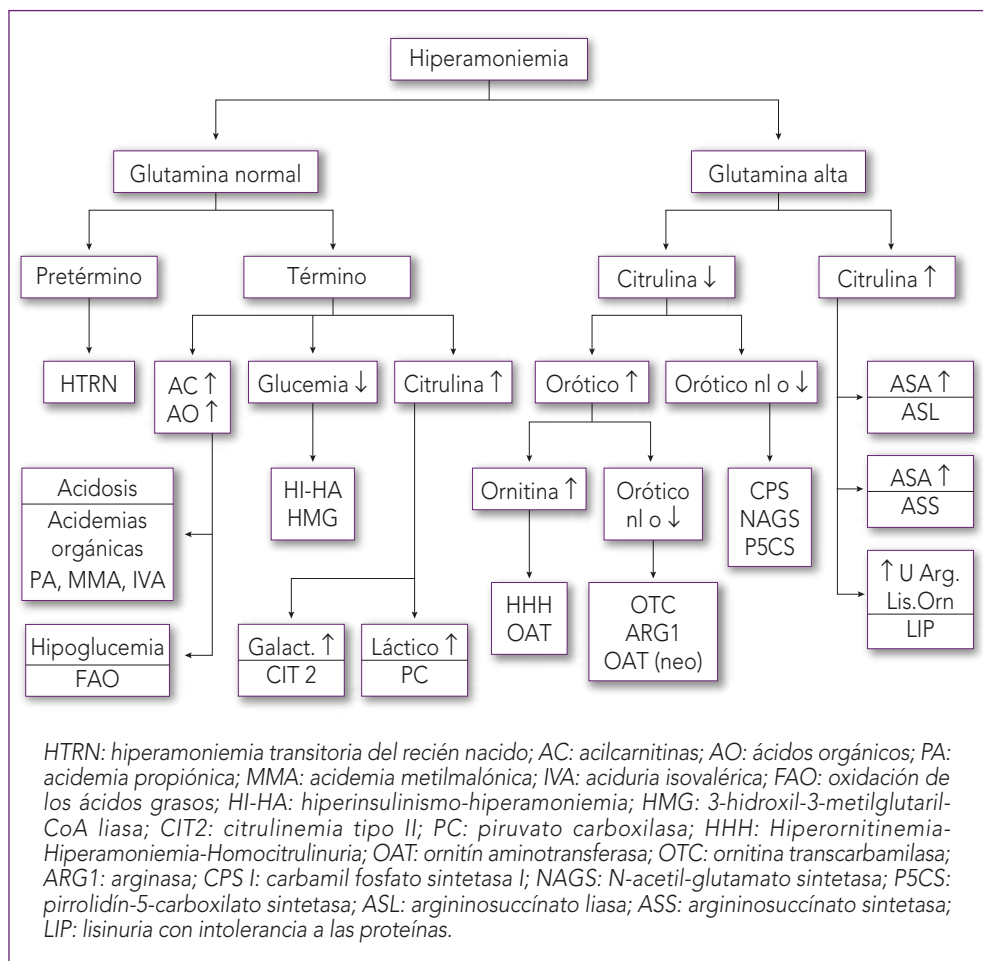 Hiperamoniemia
Glutamina normal
Glutamina alta
Pretérmino
Término
Citrulina ↓
Citrulina ↑
HTRN
AC ↑
AO ↑
Glucemia ↓
Citrulina ↑
Orótico ↑
Orótico nl o ↓
ASA ↑
ASL
Acidosis
Acidemias
orgánicas
PA, MMA, IVA
HI-HA
HMG
Ornitina ↑
Orótico
nl o ↓
CPS
NAGS
P5CS
ASA ↑
ASS
Hipoglucemia
FAO
Galact. ↑
CIT 2
Láctico ↑
PC
HHH
OAT
OTC
ARG1
OAT (neo)
↑ U Arg.
Lis.Orn
LIP
HTRN: hiperamoniemia transitoria del recién nacido; AC: acilcarnitinas; AO: ácidos orgánicos; PA:
acidemia propiónica; MMA: acidemia metilmalónica; IVA: aciduria isovalérica; FAO: oxidación de
los ácidos grasos; HI-HA: hiperinsulinismo-hiperamoniemia; HMG: 3-hidroxil-3-metilglutaril-
CoA liasa; CIT2: citrulinemia tipo II; PC: piruvato carboxilasa; HHH: Hiperornitinemia-
Hiperamoniemia-Homocitrulinuria; OAT: ornitín aminotransferasa; OTC: ornitina transcarbamilasa;
ARG1: arginasa; CPS I: carbamil fosfato sintetasa I; NAGS: N-acetil-glutamato sintetasa; P5CS:
pirrolidín-5-carboxilato sintetasa; ASL: argininosuccínato liasa; ASS: argininosuccínato sintetasa;
LIP: lisinuria con intolerancia a las proteínas.